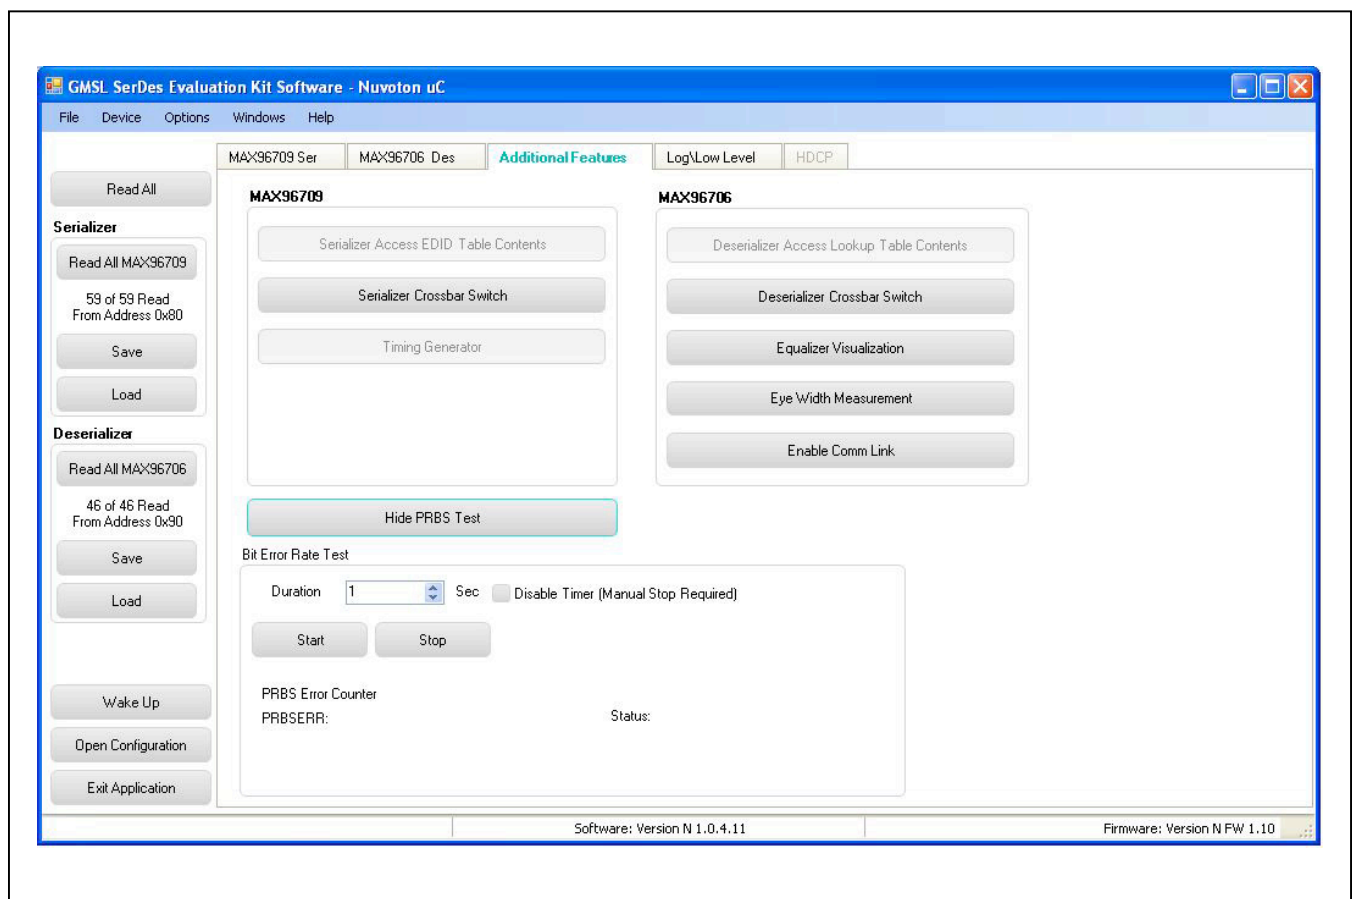 GMSL SerDes Evaluation Kit Software - Nuvoton uC
File Device Options Windows Help
MAX96709 Ser MAX96706 Des Additional Features Log\Low Level HDCP
Read All
Serializer
Read All MAX96709
59 of 59 Read
From Address 0x80
Save
Load
Deserializer
Read All MAX96706
46 of 46 Read
From Address 0x90
Save
Load
Wake Up
Open Configuration
Exit Application
MAX96709
Serializer Access EDID Table Contents
Serializer Crossbar Switch
Timing Generator
MAX96706
Deserializer Access Lookup Table Contents
Deserializer Crossbar Switch
Equalizer Visualization
Eye Width Measurement
Enable Comm Link
Hide PRBS Test
Bit Error Rate Test
Duration 1 Sec Disable Timer (Manual Stop Required)
Start Stop
PRBS Error Counter
PRBSERR: Status:
Software: Version N 1.0.4.11 Firmware: Version N FW 1.10